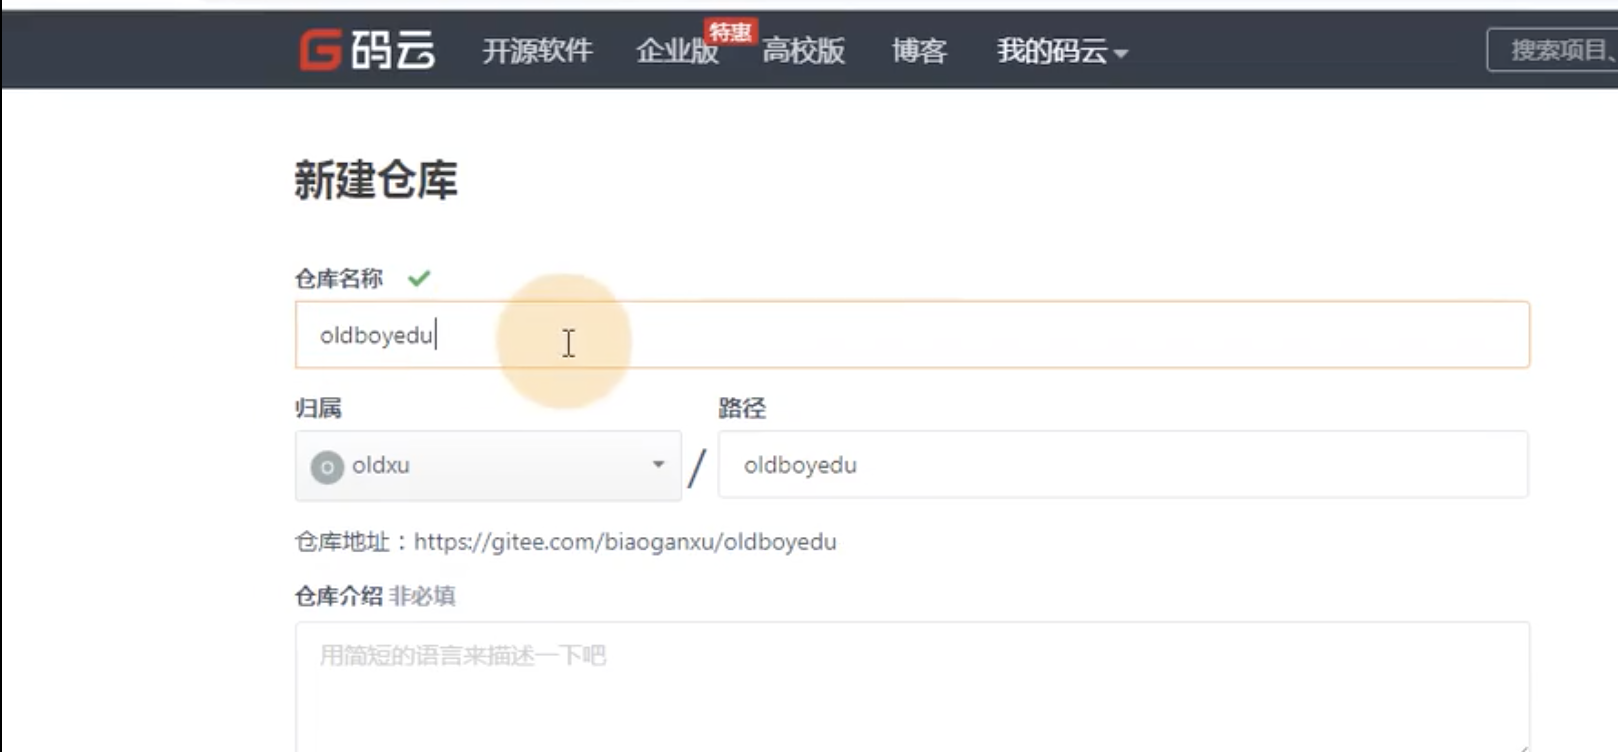 码云 开源软件 企业版 特惠 高校版 博客 我的码云 搜索项目、
新建仓库
仓库名称
oldboyedu
归属 路径
O oldxu / oldboyedu
仓库地址：https://gitee.com/biaoganxu/oldboyedu
仓库介绍 非必填
用简短的语言来描述一下吧